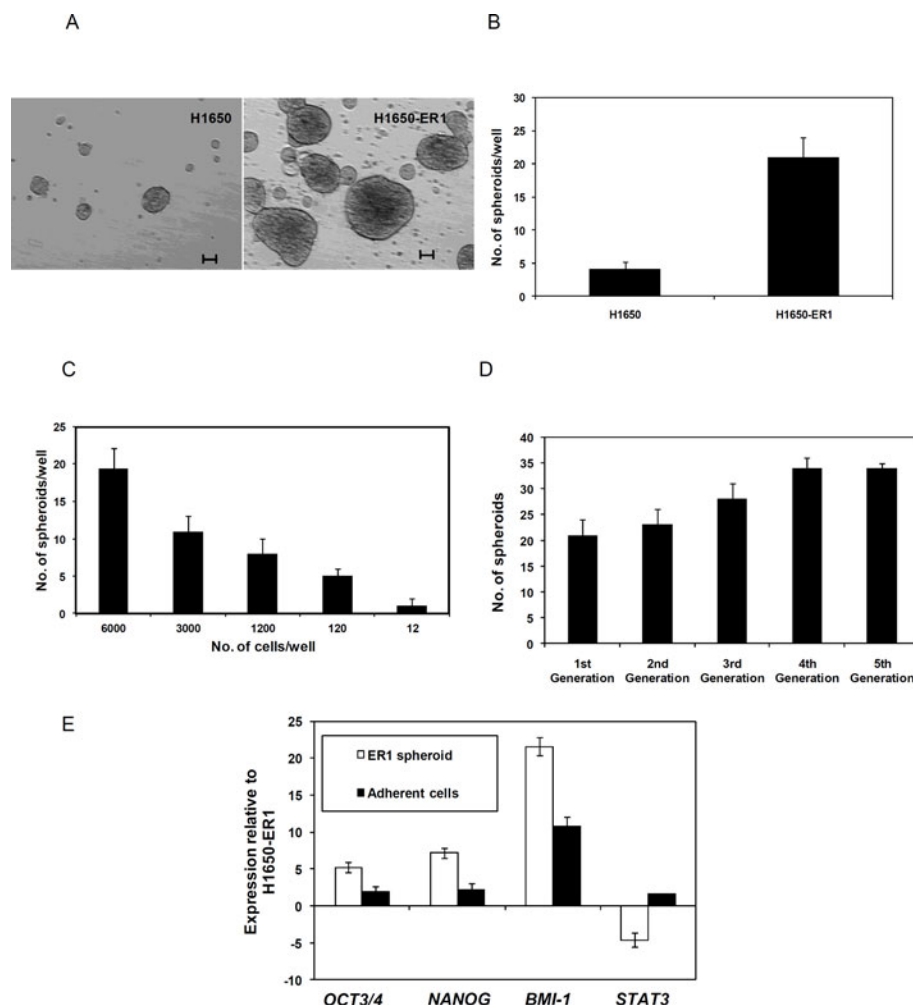 A
H1650
H1650-ER1
B
No. of spheroids/well
30
25
20
15
10
5
0
H1650
H1650-ER1
C
No. of spheroids/well
25
20
15
10
5
0
6000
3000
1200
120
12
No. of cells/well
D
No. of spheroids
40
35
30
25
20
15
10
5
0
1st
Generation
2nd
Generation
3rd
Generation
4th
Generation
5th
Generation
E
Expression relative to
H1650-ER1
25
20
15
10
5
0
-5
-10
ER1 spheroid
Adherent cells
OCT3/4
NANOG
BMI-1
STAT3